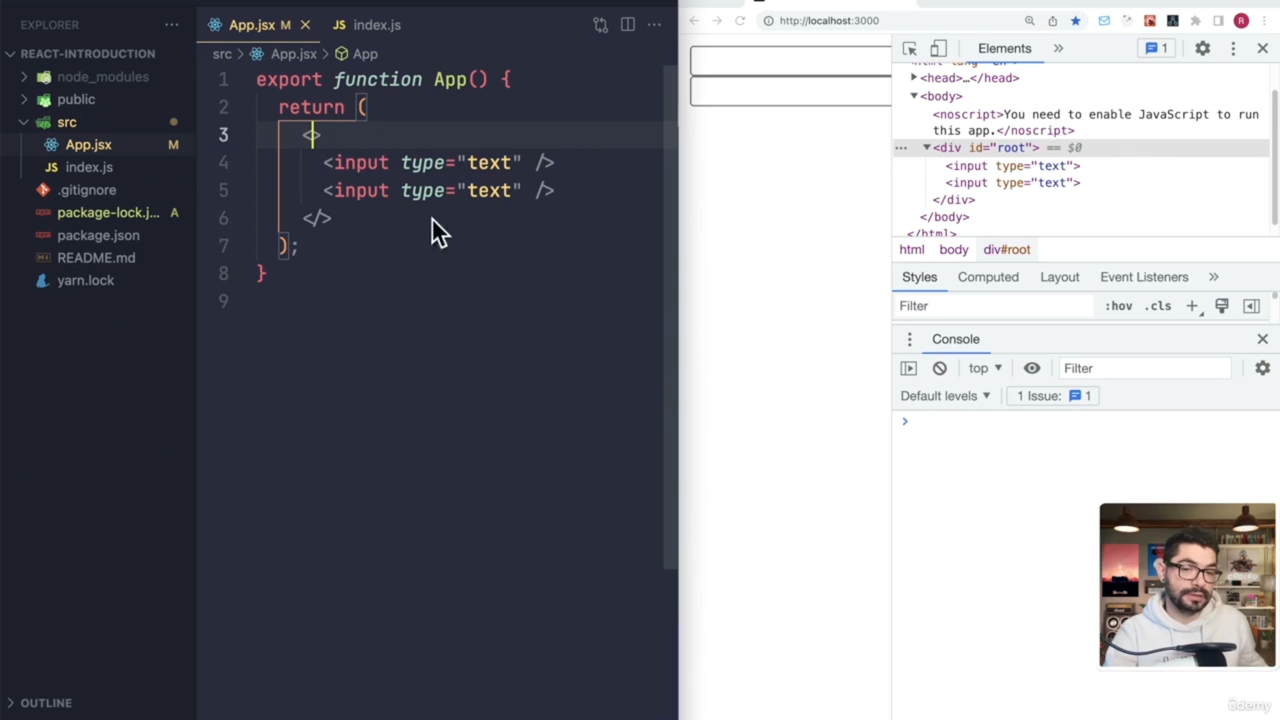 EXPLORER
REACT-INTRODUCTION
node_modules
public
src
App.jsx M
index.js
.gitignore
package-lock.j... A
package.json
README.md
yarn.lock
OUTLINE
App.jsx M
JS index.js
src > App.jsx > App
1 export function App() {
2 return (
3 <>
4 <input type="text" />
5 <input type="text" />
6 </>
7 );
8 }
9
http://localhost:3000
R
Elements
1
<head>…</head>
<body>
<noscript>You need to enable JavaScript to run
this app.</noscript>
<div id="root"> == $0
<input type="text">
<input type="text">
</div>
</body>
</html>
html body div#root
Styles Computed Layout Event Listeners
Filter :hov .cls
Console
top Filter
Default levels 1 Issue: 1
ûdemy